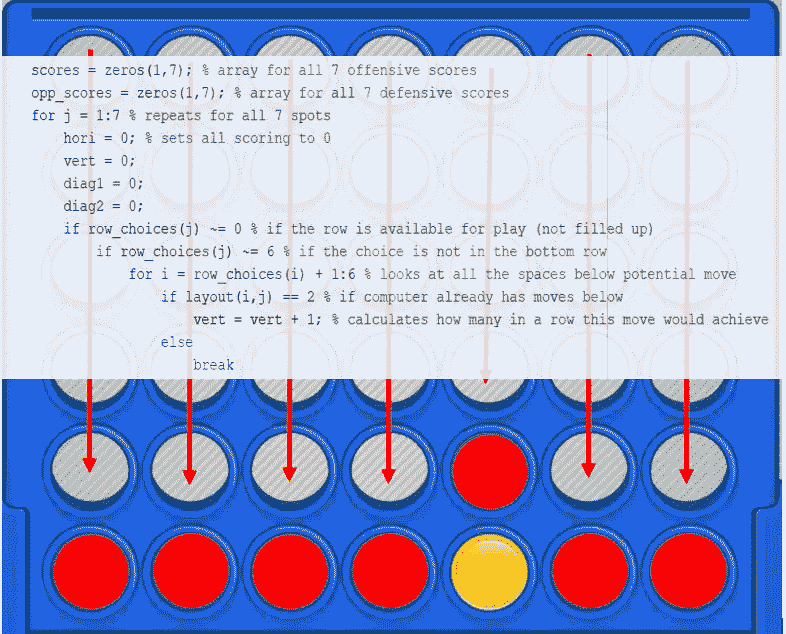 scores = zeros(1,7); % array for all 7 offensive scores
opp_scores = zeros(1,7); % array for all 7 defensive scores
for j = 1:7 % repeats for all 7 spots
hori = 0; % sets all scoring to 0
vert = 0;
diag1 = 0;
diag2 = 0;
if row_choices(j) ~= 0 % if the row is available for play (not filled up)
if row_choices(j) ~= 6 % if the choice is not in the bottom row
for i = row_choices(i) + 1:6 % looks at all the spaces below potential move
if layout(i,j) == 2 % if computer already has moves below
vert = vert + 1; % calculates how many in a row this move would achieve
else
break